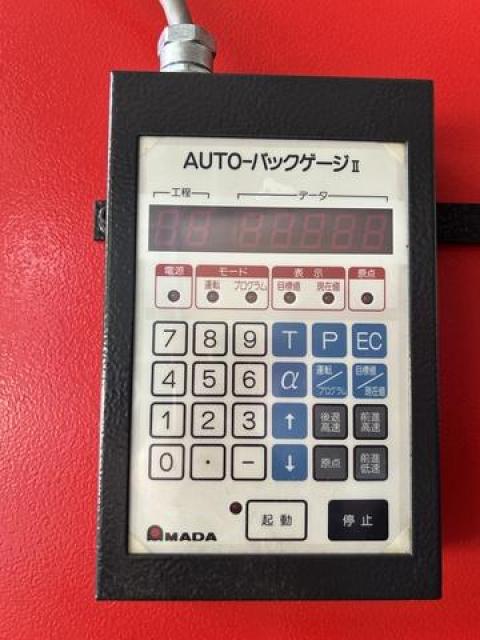 AUTO-バックゲージⅡ
工程 データ
電源 モード 表示 原点
運転 プログラム 目標値 現在値
7 8 9 T P EC
4 5 6 α 運転/プログラム 目標値/現在値
1 2 3 ↑ 後退高速 前進高速
0 · − ↓ 原点 前進低速
起動 停止
AMADA